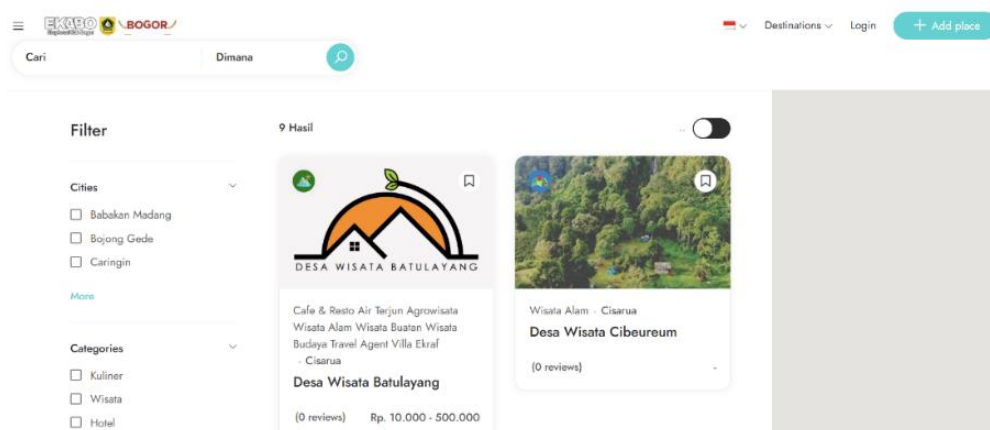 EKABO BOGOR
Destinations Login + Add place
Cari Dimana
Filter
9 Hasil
Cities
Babakan Madang
Bojong Gede
Caringin
More
Categories
Kuliner
Wisata
Hotel
DESA WISATA BATULAYANG
Cafe & Resto Air Terjun Agrowisata
Wisata Alam Wisata Buatan Wisata
Budaya Travel Agent Villa Ekraf
· Cisarua
Desa Wisata Batulayang
(0 reviews) Rp. 10.000 - 500.000
Wisata Alam · Cisarua
Desa Wisata Cibeureum
(0 reviews) -